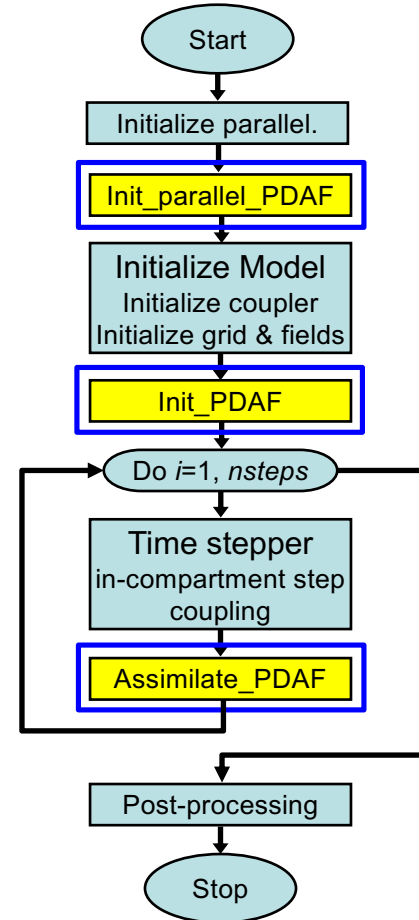 Start
Initialize parallel.
Init_parallel_PDAF
Initialize Model
Initialize coupler
Initialize grid & fields
Init_PDAF
Do i=1, nsteps
Time stepper
in-compartment step
coupling
Assimilate_PDAF
Post-processing
Stop